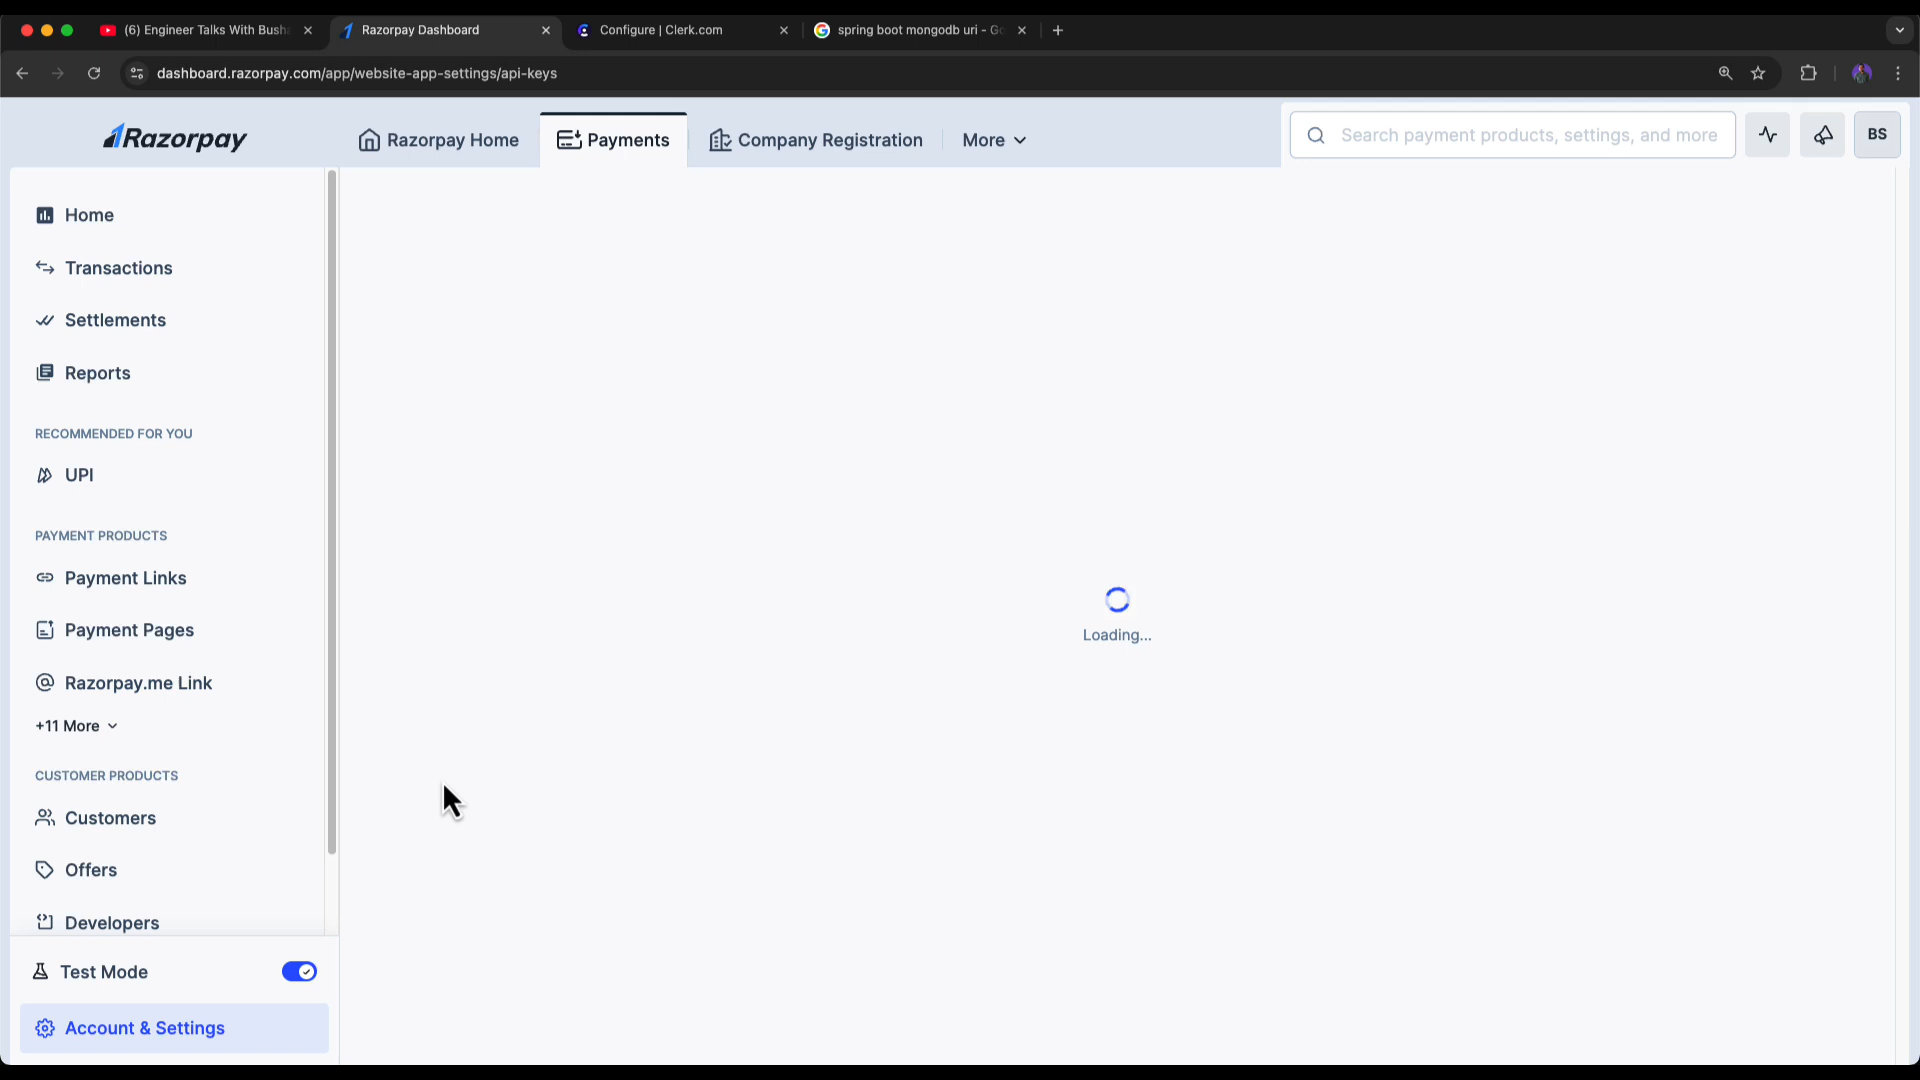 (6) Engineer Talks With Bush
Razorpay Dashboard
Configure | Clerk.com
spring boot mongodb uri - Go
dashboard.razorpay.com/app/website-app-settings/api-keys
Razorpay
Razorpay Home
Payments
Company Registration
More
Search payment products, settings, and more
BS
Home
Transactions
Settlements
Reports
RECOMMENDED FOR YOU
UPI
PAYMENT PRODUCTS
Payment Links
Payment Pages
Razorpay.me Link
+11 More
CUSTOMER PRODUCTS
Customers
Offers
Developers
Test Mode
Account & Settings
Loading...